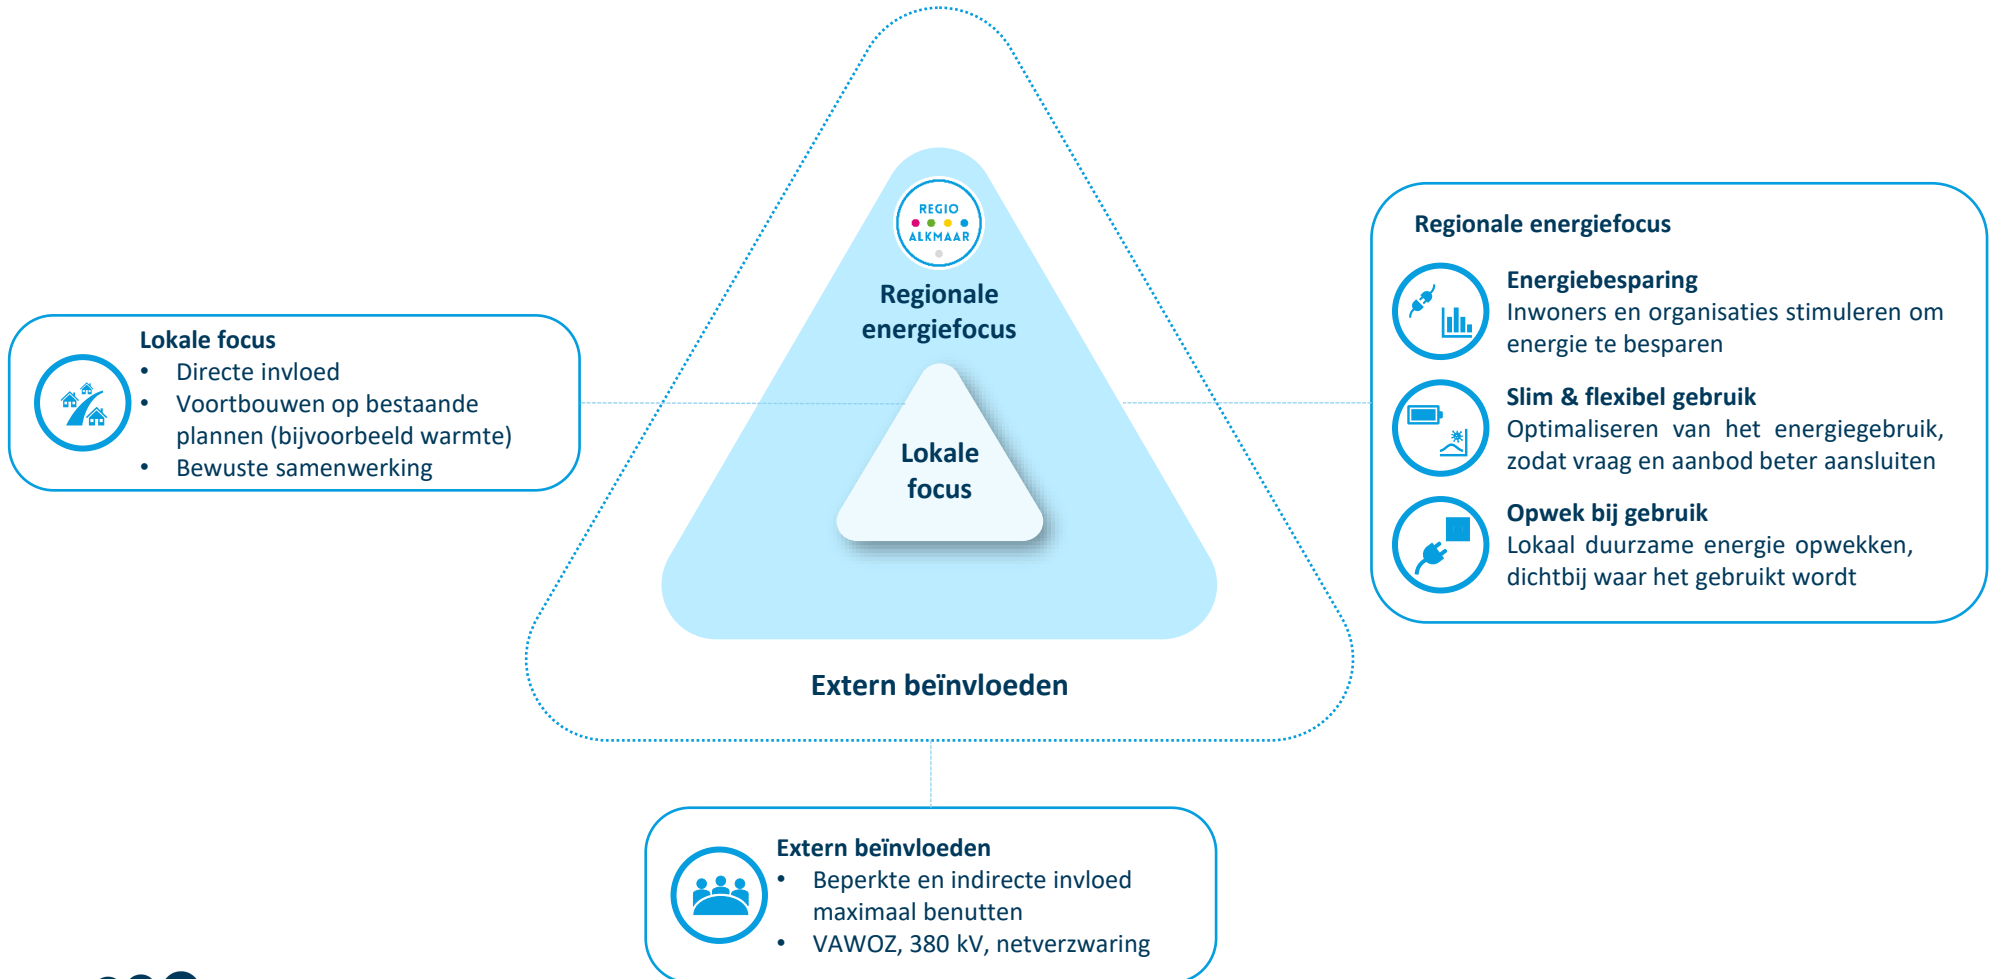 REGIO
ALKMAAR
Regionale
energiefocus
Lokale
focus
Extern beïnvloeden
Lokale focus
• Directe invloed
• Voortbouwen op bestaande
plannen (bijvoorbeeld warmte)
• Bewuste samenwerking
Regionale energiefocus
Energiebesparing
Inwoners en organisaties stimuleren om
energie te besparen
Slim & flexibel gebruik
Optimaliseren van het energiegebruik,
zodat vraag en aanbod beter aansluiten
Opwek bij gebruik
Lokaal duurzame energie opwekken,
dichtbij waar het gebruikt wordt
Extern beïnvloeden
• Beperkte en indirecte invloed
maximaal benutten
• VAWOZ, 380 kV, netverzwaring